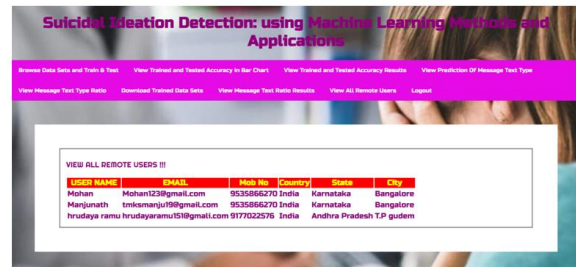 Suicidal Ideation Detection: using Machine Learning Methods and
Applications
Browse Data Sets and Train & Test View Trained and Tested Accuracy in Bar Chart View Trained and Tested Accuracy Results View Prediction Of Message Text Type
View Message Text Type Ratio Download Trained Data Sets View Message Text Ratio Results View All Remote Users Logout
VIEW ALL REMOTE USERS !!!
USER NAME EMAIL Mob No Country State City
Mohan Mohan123@gmail.com 9535866270 India Karnataka Bangalore
Manjunath tmksmanju19@gmail.com 9535866270 India Karnataka Bangalore
hrudaya ramu hrudayaramu151@gmali.com 9177022576 India Andhra Pradesh T.P gudem